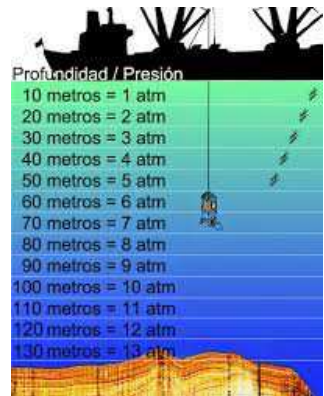 Profundidad / Presión
10 metros = 1 atm
20 metros = 2 atm
30 metros = 3 atm
40 metros = 4 atm
50 metros = 5 atm
60 metros = 6 atm
70 metros = 7 atm
80 metros = 8 atm
90 metros = 9 atm
100 metros = 10 atm
110 metros = 11 atm
120 metros = 12 atm
130 metros = 13 atm